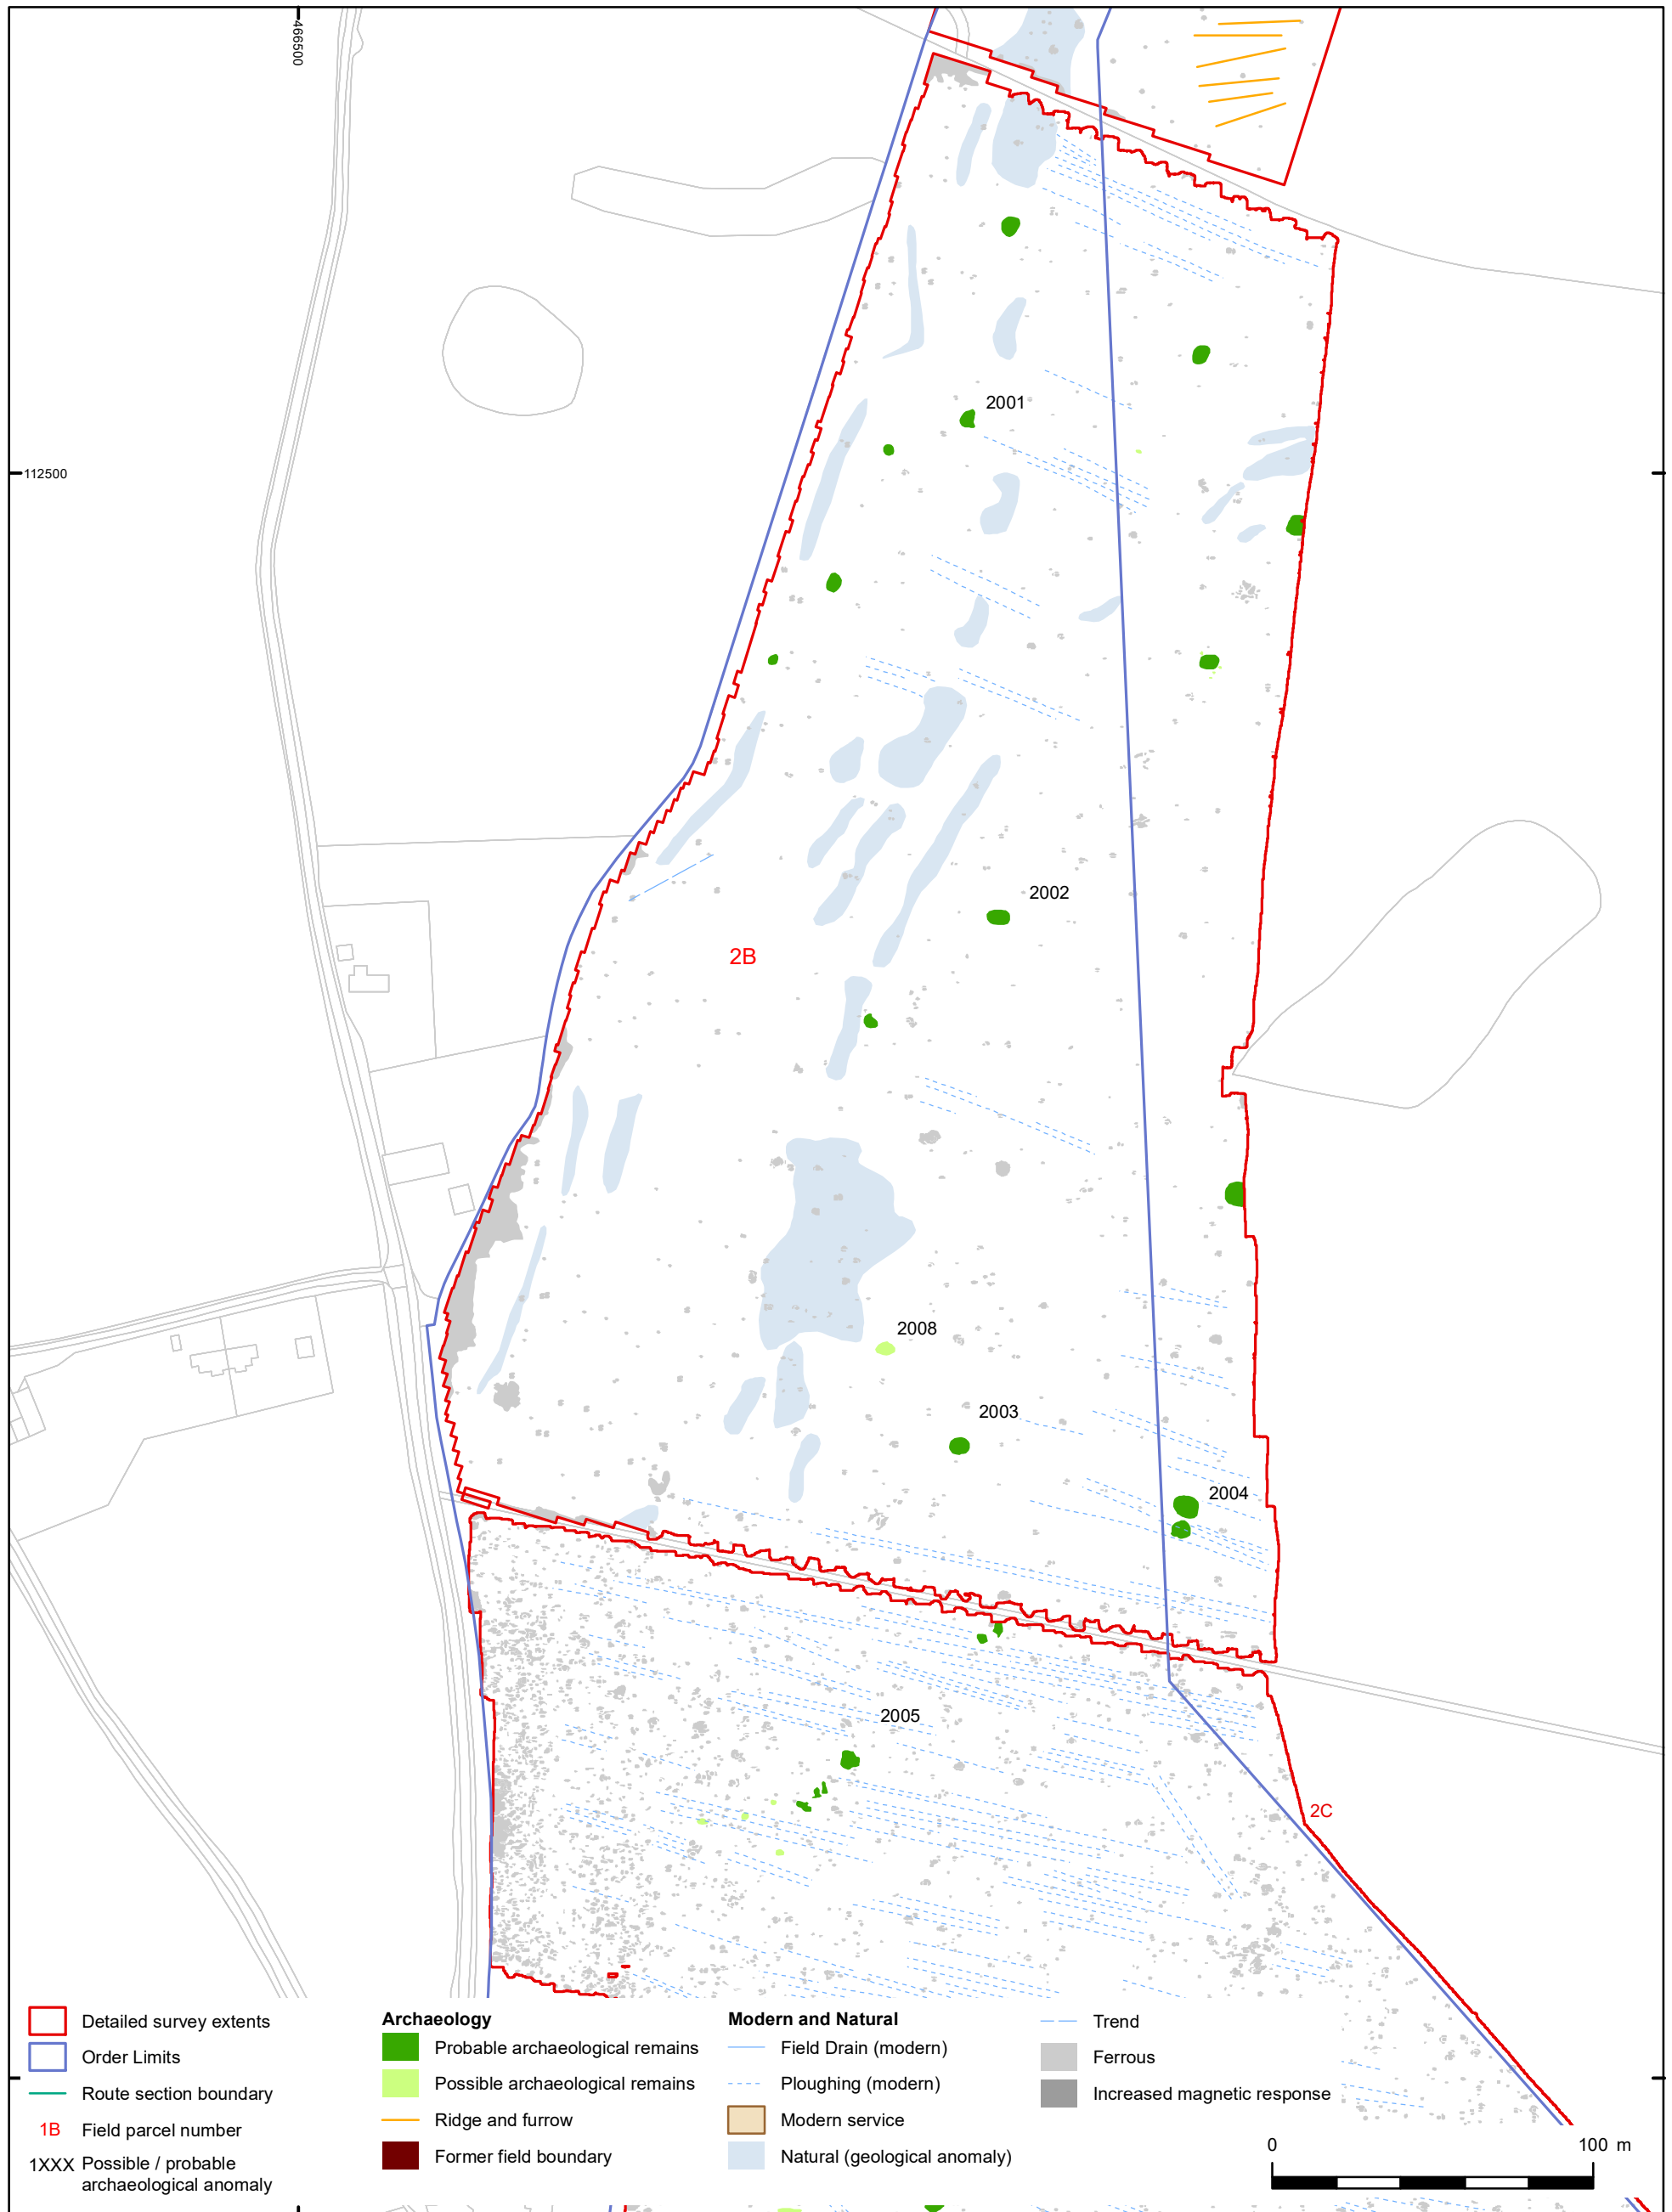 466500
112500
2001
2002
2B
2008
2003
2004
2005
2C
Detailed survey extents
Order Limits
Route section boundary
1B Field parcel number
1XXX Possible / probable
archaeological anomaly
Archaeology
Probable archaeological remains
Possible archaeological remains
Ridge and furrow
Former field boundary
Modern and Natural
Field Drain (modern)
Ploughing (modern)
Modern service
Natural (geological anomaly)
Trend
Ferrous
Increased magnetic response
0 100 m